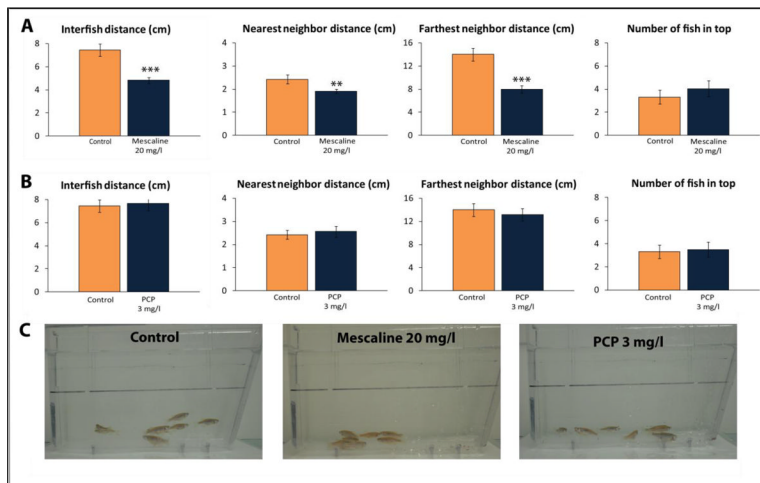 A
Interfish distance (cm)
8
6
4
2
0
***
Control
Mescaline
20 mg/l
Nearest neighbor distance (cm)
4
3
2
1
0
**
Control
Mescaline
20 mg/l
Farthest neighbor distance (cm)
16
12
8
4
0
***
Control
Mescaline
20 mg/l
Number of fish in top
8
6
4
2
0
Control
Mescaline
20 mg/l
B
Interfish distance (cm)
8
6
4
2
0
Control
PCP
3 mg/l
Nearest neighbor distance (cm)
4
3
2
1
0
Control
PCP
3 mg/l
Farthest neighbor distance (cm)
16
12
8
4
0
Control
PCP
3 mg/l
Number of fish in top
8
6
4
2
0
Control
PCP
3 mg/l
C
Control
Mescaline 20 mg/l
PCP 3 mg/l